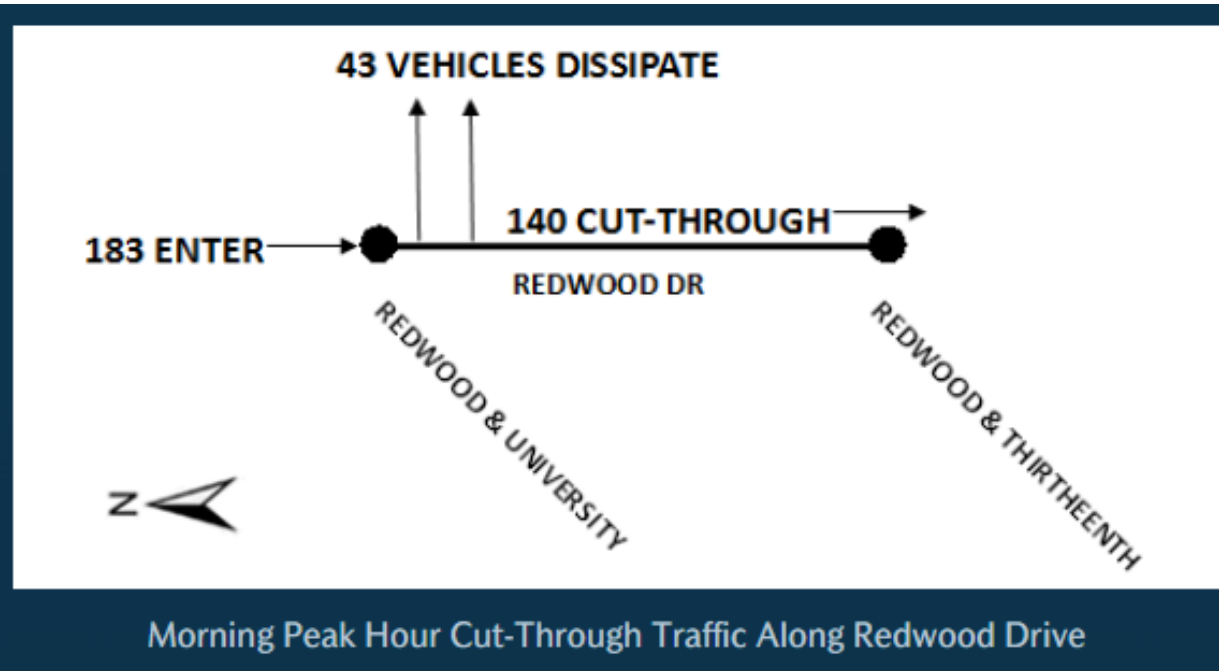 43 VEHICLES DISSIPATE
140 CUT-THROUGH
183 ENTER
REDWOOD DR
REDWOOD & UNIVERSITY
REDWOOD & THIRTHEENTH
N
Morning Peak Hour Cut-Through Traffic Along Redwood Drive